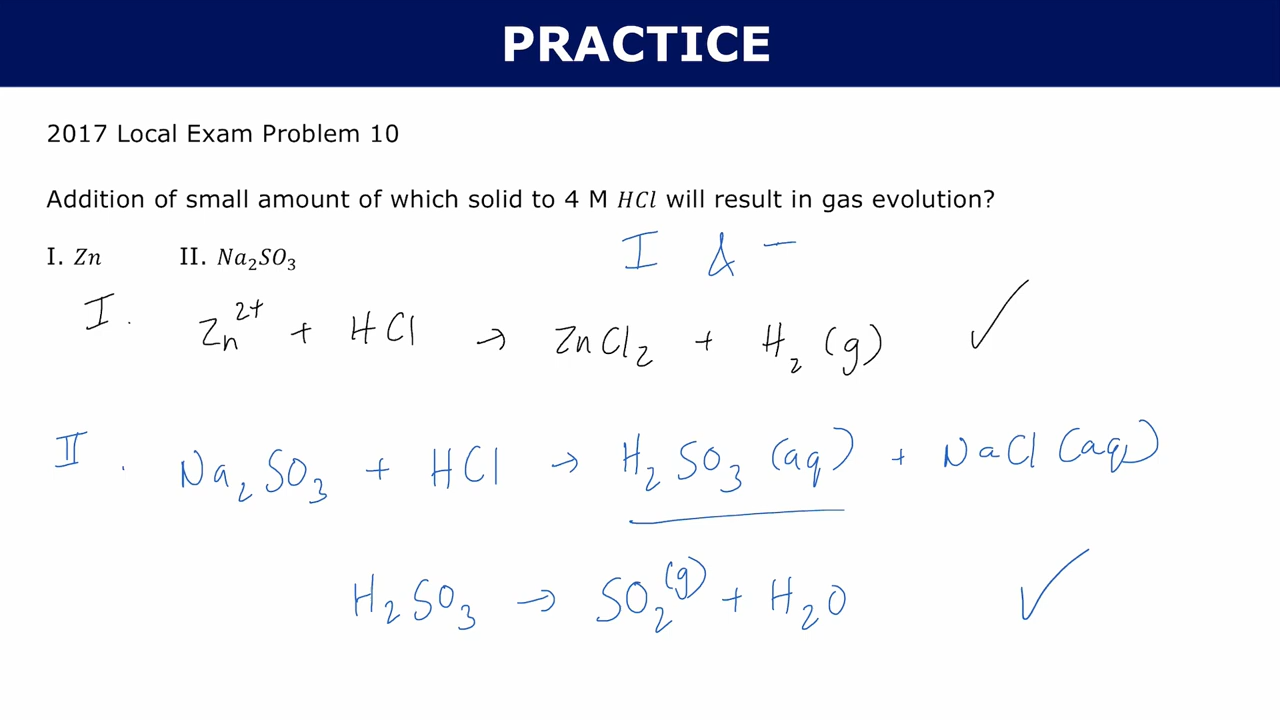 PRACTICE
2017 Local Exam Problem 10
Addition of small amount of which solid to 4 M HCl will result in gas evolution?
I. Zn II. Na₂SO₃
I &
I. Zn²⁺ + HCl → ZnCl₂ + H₂ (g) ✓
II. Na₂SO₃ + HCl → H₂SO₃ (aq) + NaCl (aq)
H₂SO₃ → SO₂(g) + H₂O ✓